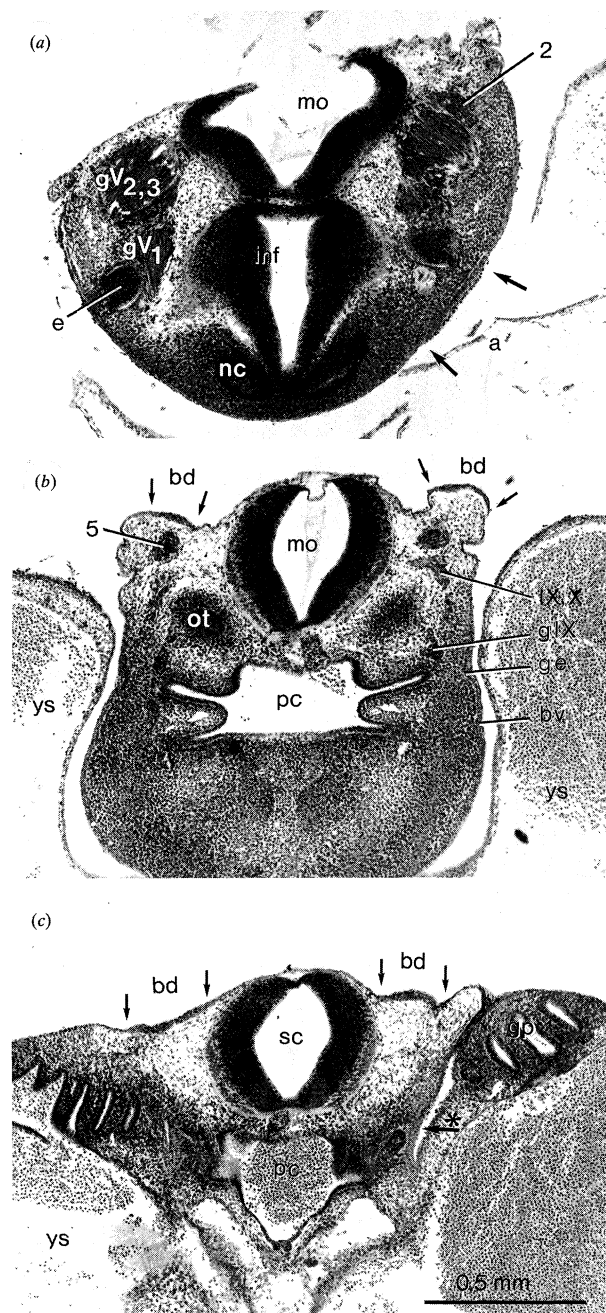 (a)
mo
2
gV2,3
gV1
inf
e
nc
a
(b)
bd
bd
5
mo
IX,X
ot
gIX
ge
pc
ys
bv
ys
(c)
bd
bd
sc
gp
*
pc
ys
0.5 mm